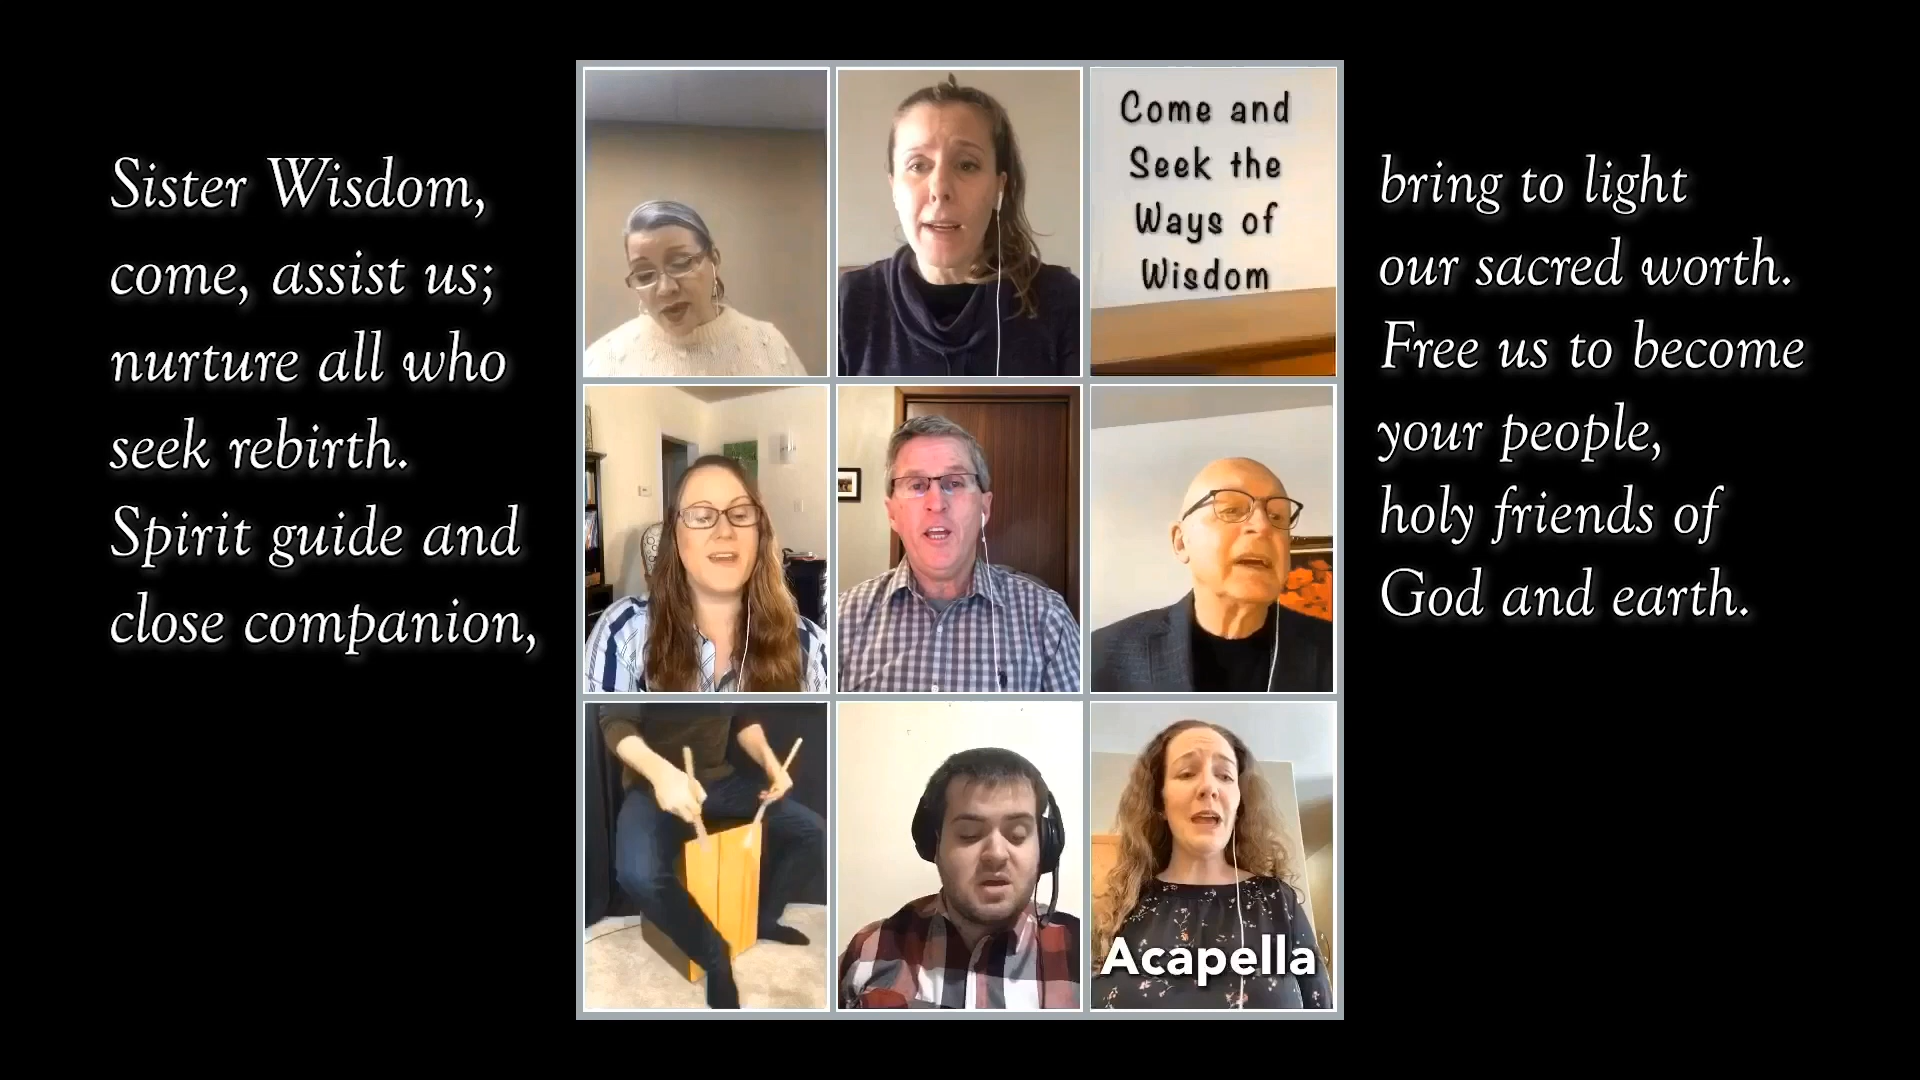 Sister Wisdom,
come, assist us;
nurture all who
seek rebirth.
Spirit guide and
close companion,
Come and
Seek the
Ways of
Wisdom
Acapella
bring to light
our sacred worth.
Free us to become
your people,
holy friends of
God and earth.